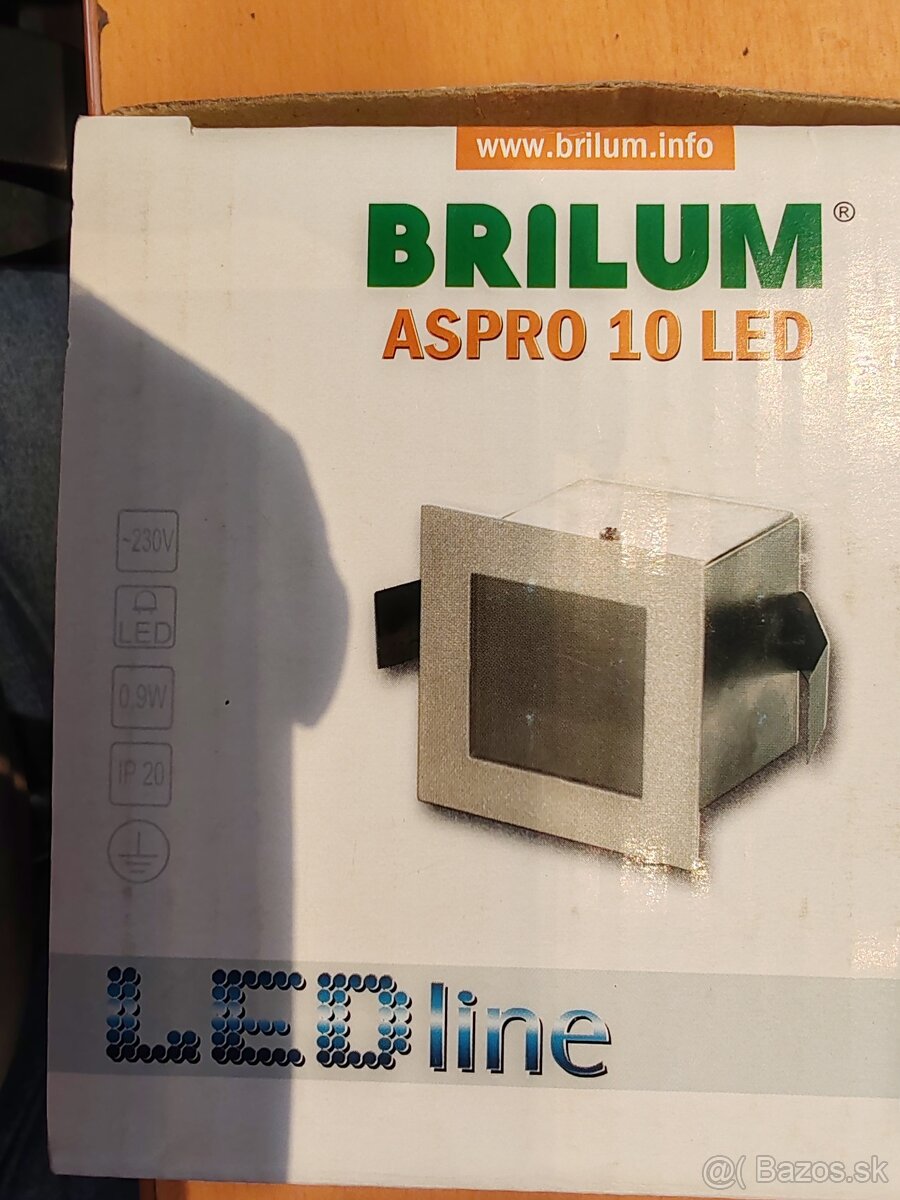 www.brilum.info
BRILUM®
ASPRO 10 LED
~230V
LED
0,9W
IP 20
LEDline
@( Bazos.sk